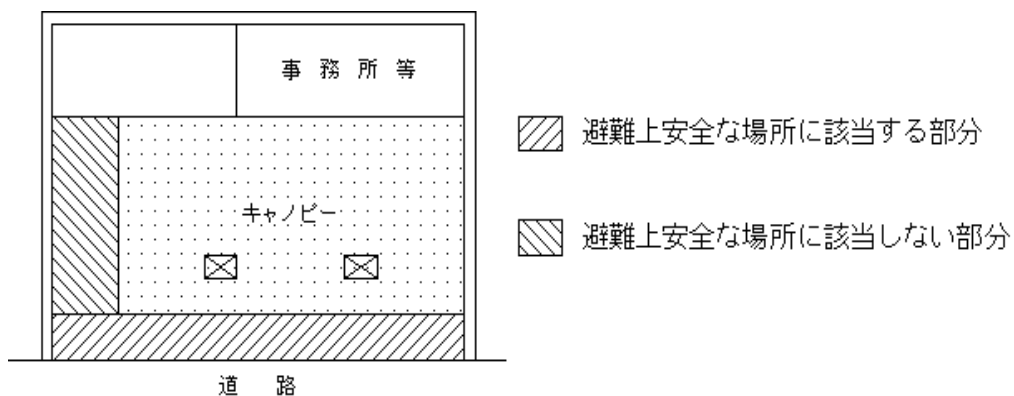 事務所等
避難上安全な場所に該当する部分
キャノピー
避難上安全な場所に該当しない部分
道路